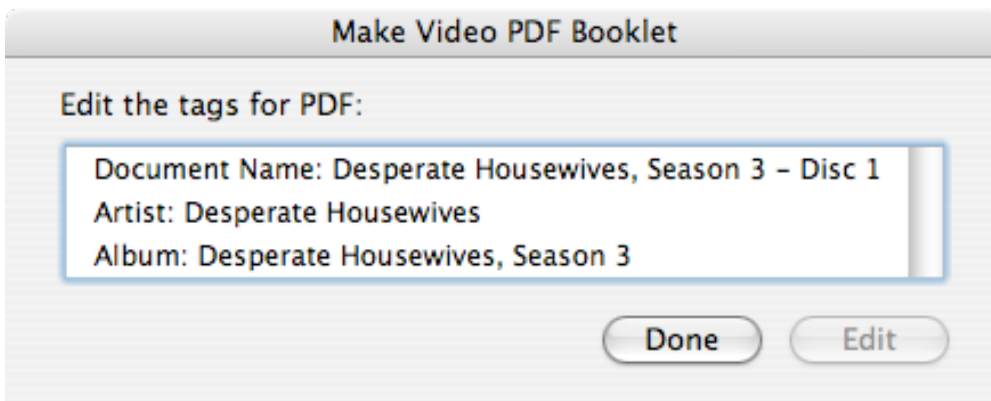 Make Video PDF Booklet
Edit the tags for PDF:
Document Name: Desperate Housewives, Season 3 – Disc 1
Artist: Desperate Housewives
Album: Desperate Housewives, Season 3
Done Edit